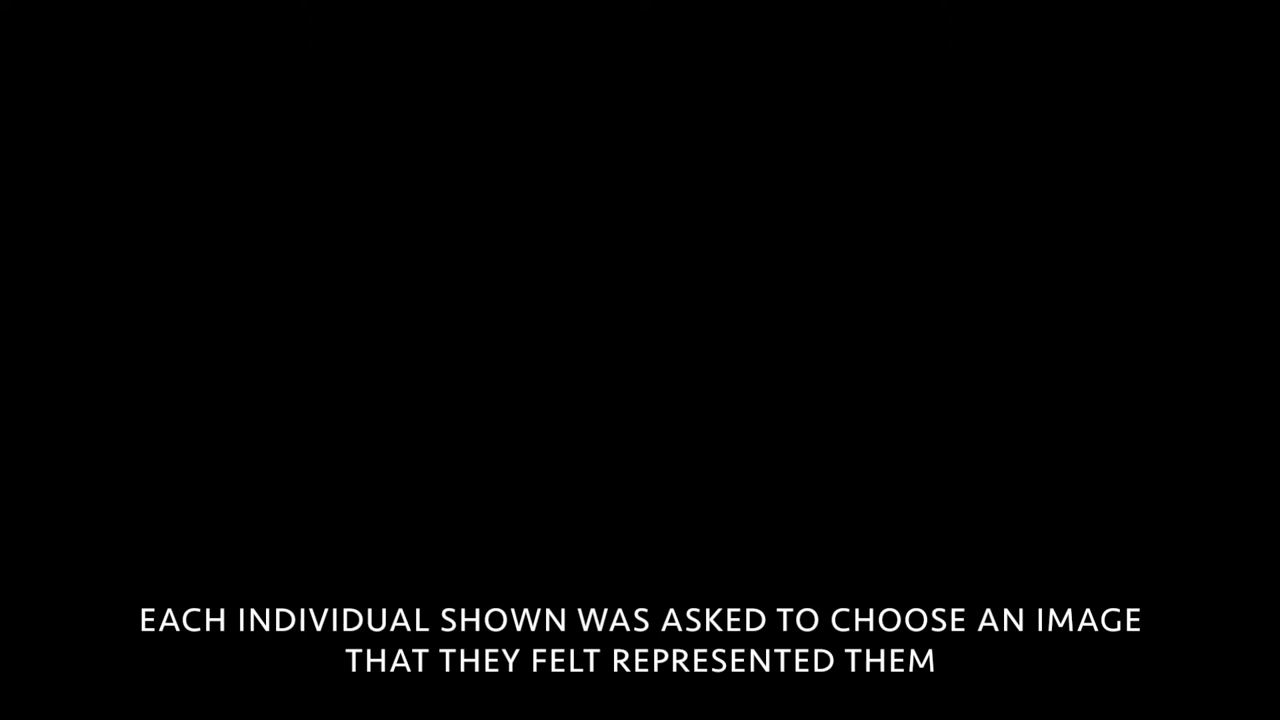 EACH INDIVIDUAL SHOWN WAS ASKED TO CHOOSE AN IMAGE
THAT THEY FELT REPRESENTED THEM